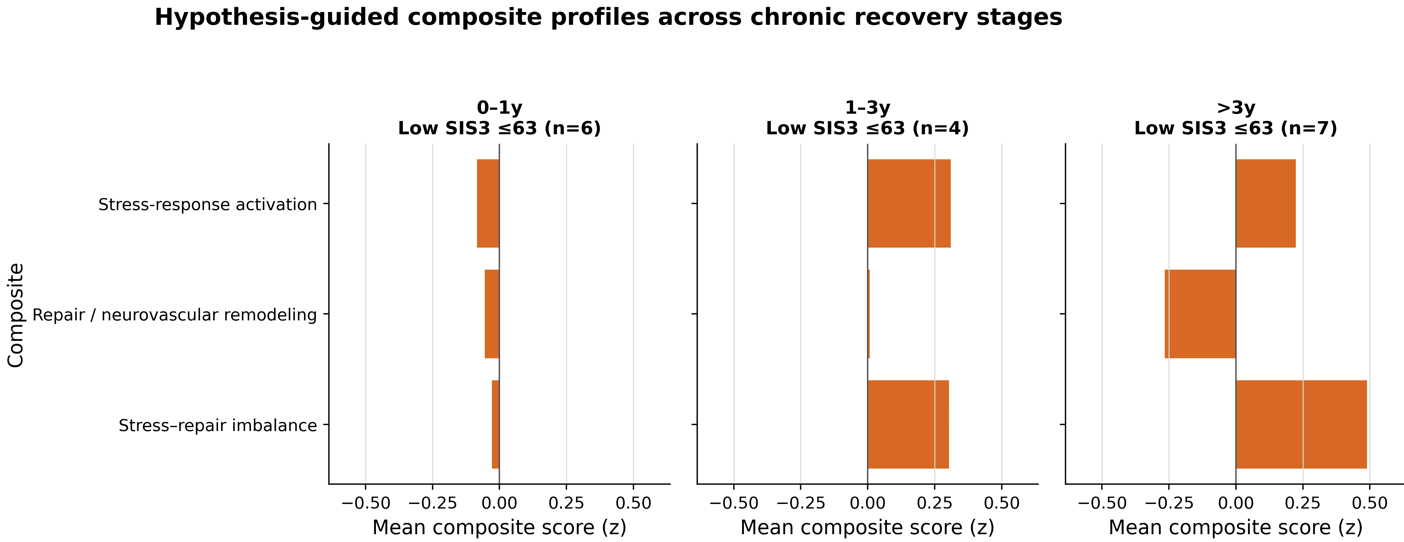 Hypothesis-guided composite profiles across chronic recovery stages
0–1y
Low SIS3 ≤63 (n=6)
1–3y
Low SIS3 ≤63 (n=4)
>3y
Low SIS3 ≤63 (n=7)
Composite
Stress-response activation
Repair / neurovascular remodeling
Stress–repair imbalance
−0.50 −0.25 0.00 0.25 0.50
Mean composite score (z)
−0.50 −0.25 0.00 0.25 0.50
Mean composite score (z)
−0.50 −0.25 0.00 0.25 0.50
Mean composite score (z)